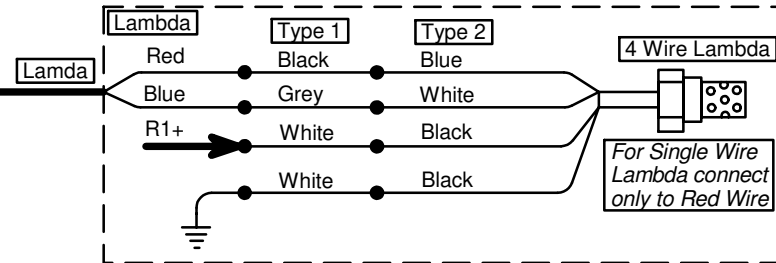 Lambda
Type 1
Type 2
4 Wire Lambda
Lamda
Red
Black
Blue
Blue
Grey
White
R1+
White
Black
White
Black
For Single Wire
Lambda connect
only to Red Wire